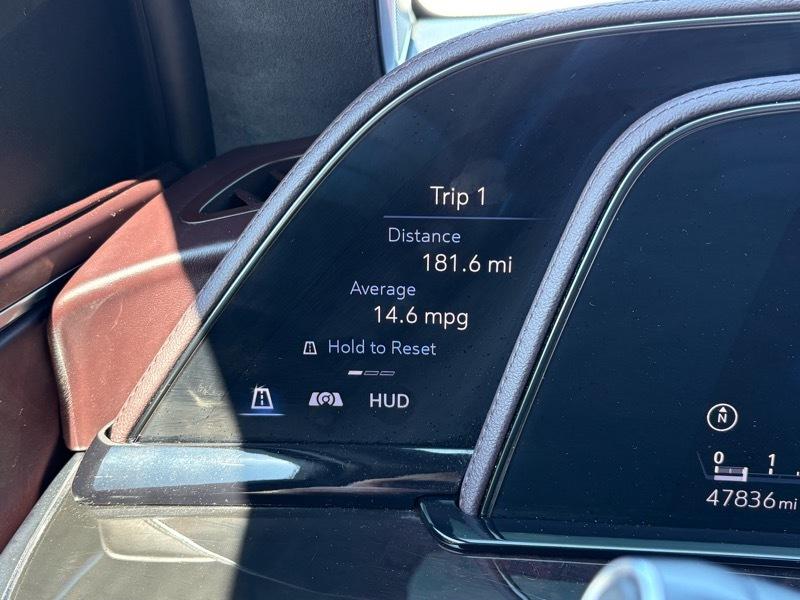 Trip 1
Distance
181.6 mi
Average
14.6 mpg
Hold to Reset
HUD
N
0 1
47836 mi